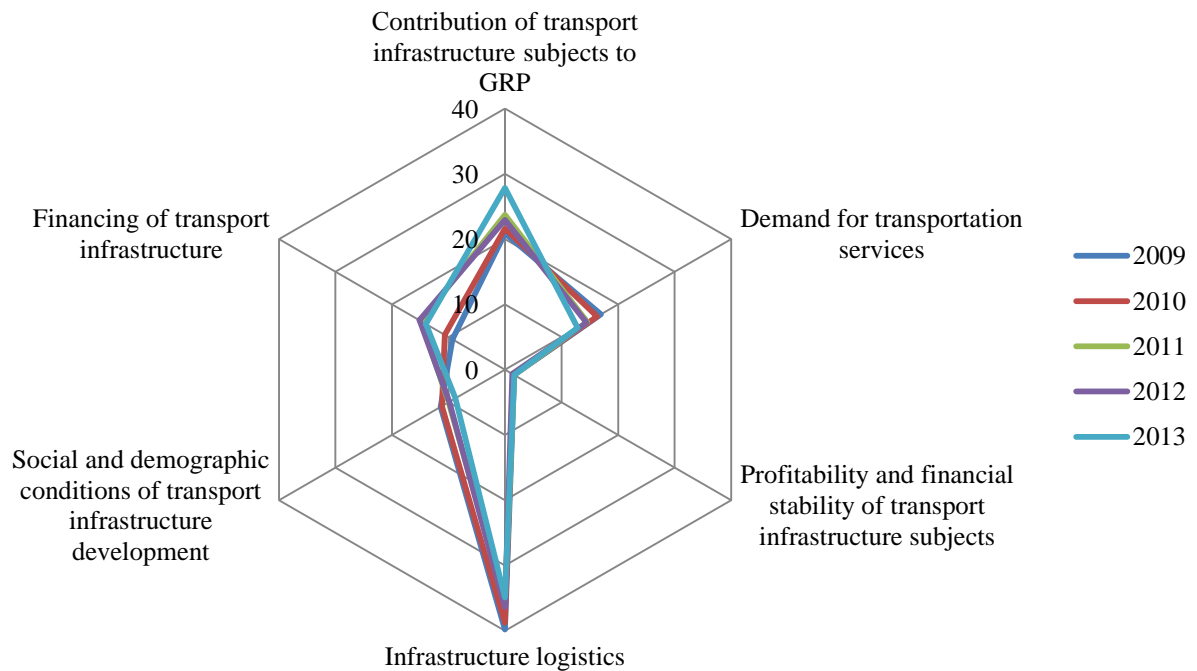 Contribution of transport
infrastructure subjects to
GRP
40
30
20
10
0
Demand for transportation
services
Profitability and financial
stability of transport
infrastructure subjects
Infrastructure logistics
Social and demographic
conditions of transport
infrastructure
development
Financing of transport
infrastructure
2009
2010
2011
2012
2013